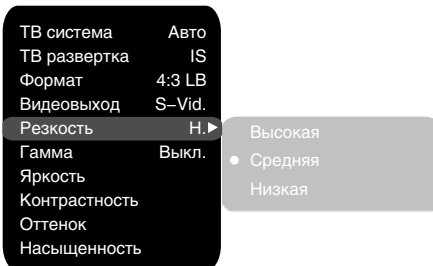 ТВ система Авто
ТВ развертка IS
Формат 4:3 LB
Видеовыход S–Vid.
Резкость Н.
Гамма Выкл.
Яркость
Контрастность
Оттенок
Насыщенность
Высокая
Средняя
Низкая